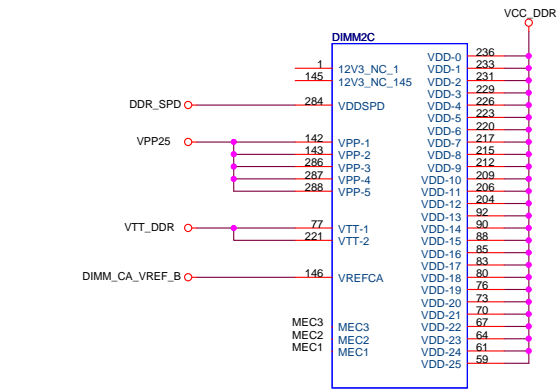 VCC_DDR
DIMM2C
1 12V3_NC_1
145 12V3_NC_145
DDR_SPD 284 VDDSPD
VPP25 142 VPP-1
143 VPP-2
286 VPP-3
287 VPP-4
288 VPP-5
VTT_DDR 77 VTT-1
221 VTT-2
DIMM_CA_VREF_B 146 VREFCA
MEC3 MEC3
MEC2 MEC2
MEC1 MEC1
VDD-0 236
VDD-1 233
VDD-2 231
VDD-3 229
VDD-4 226
VDD-5 223
VDD-6 220
VDD-7 217
VDD-8 215
VDD-9 212
VDD-10 209
VDD-11 206
VDD-12 204
VDD-13 92
VDD-14 90
VDD-15 88
VDD-16 85
VDD-17 83
VDD-18 80
VDD-19 76
VDD-20 73
VDD-21 70
VDD-22 67
VDD-23 64
VDD-24 61
VDD-25 59